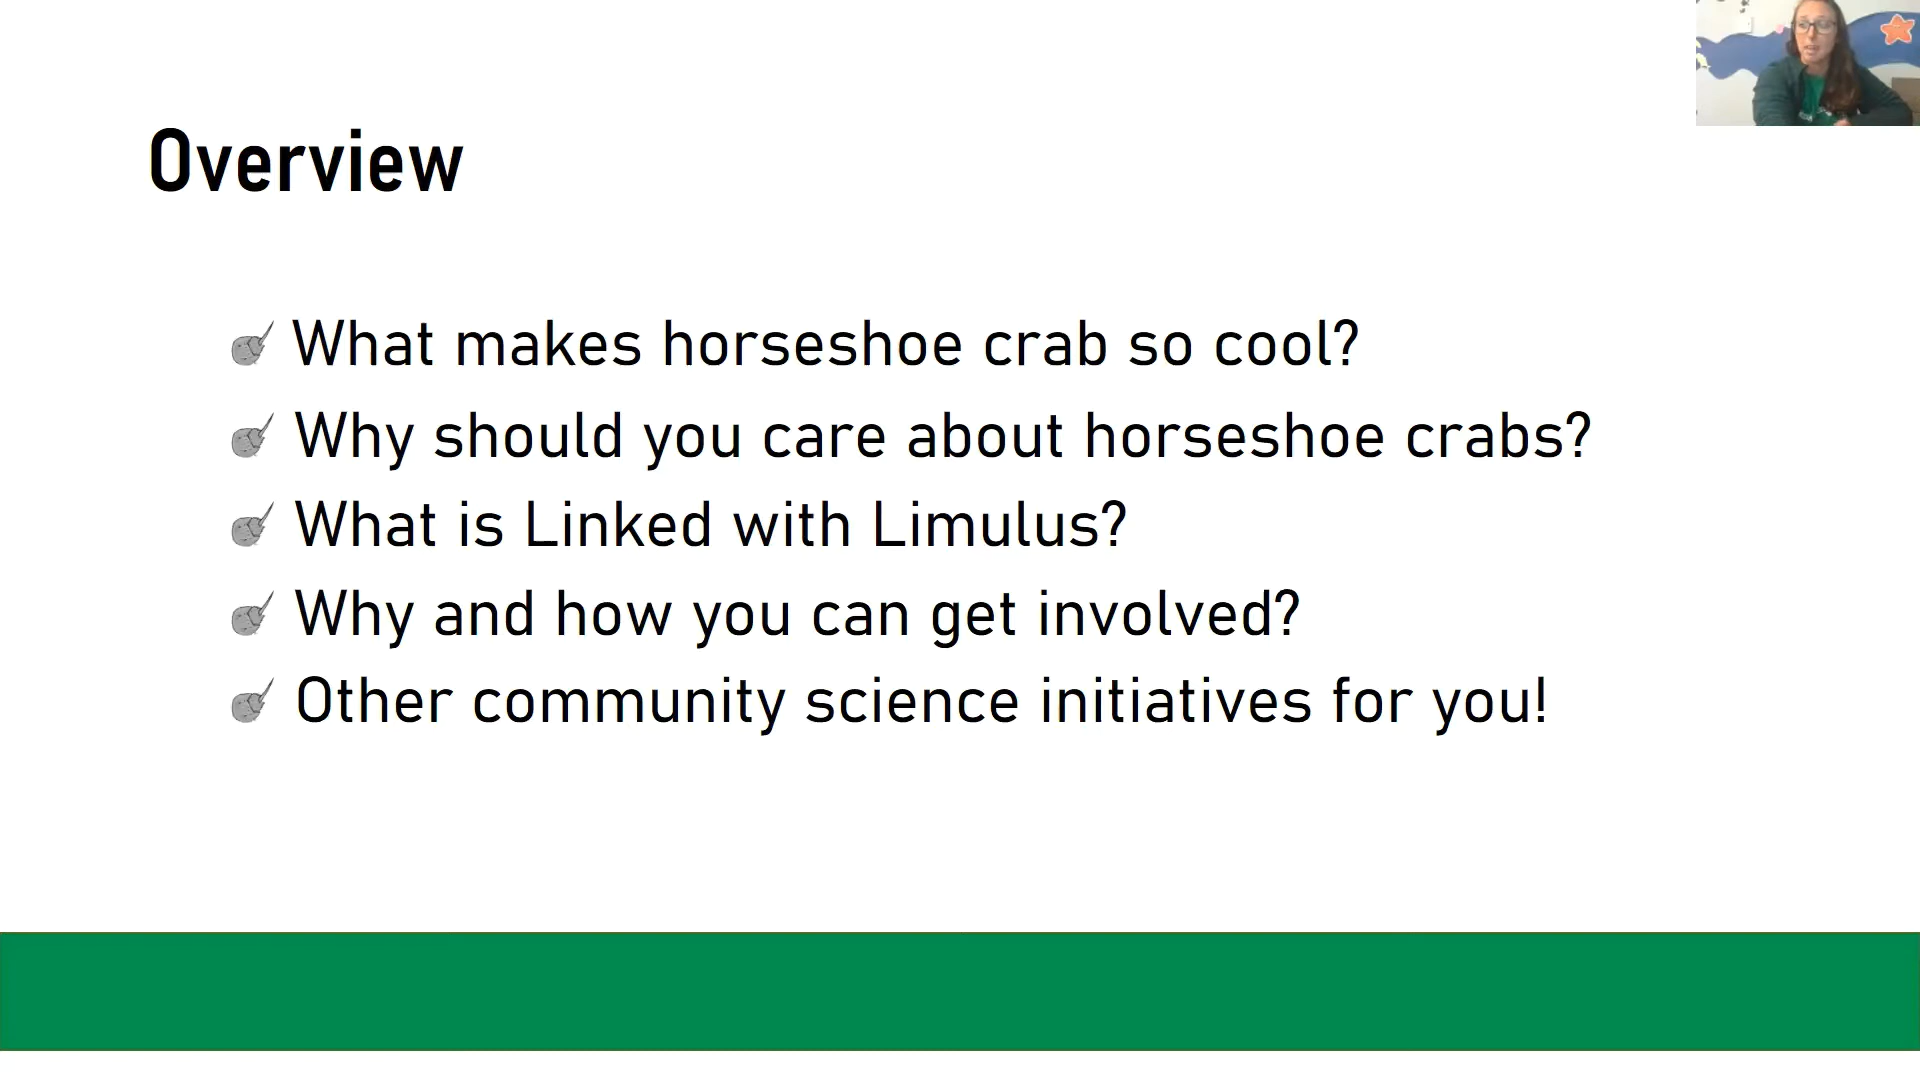 Overview
What makes horseshoe crab so cool?
Why should you care about horseshoe crabs?
What is Linked with Limulus?
Why and how you can get involved?
Other community science initiatives for you!